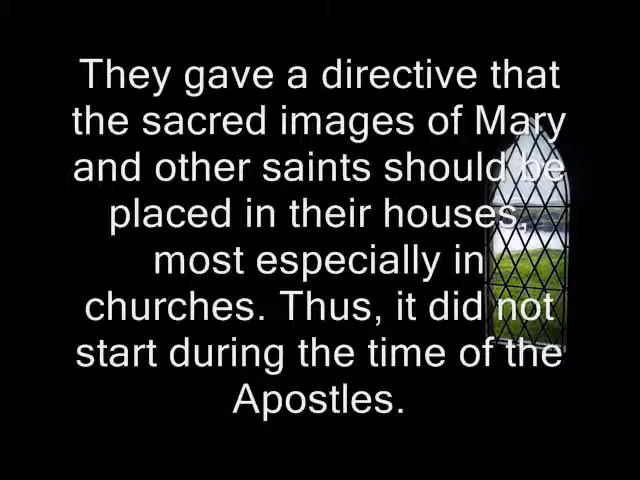 They gave a directive that
the sacred images of Mary
and other saints should be
placed in their houses,
most especially in
churches. Thus, it did not
start during the time of the
Apostles.